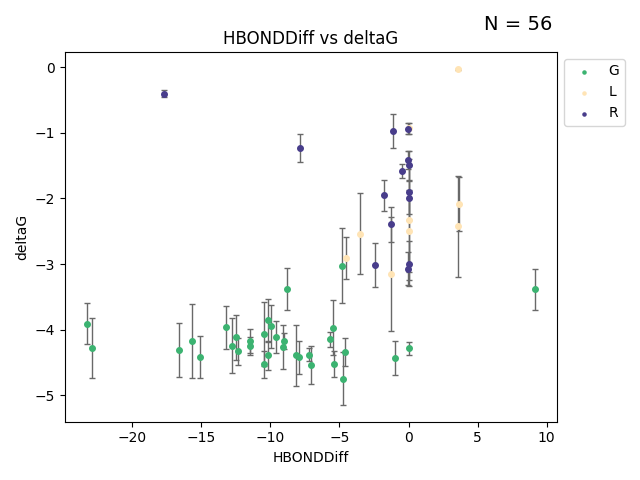 N = 56
HBONDDiff vs deltaG
G
L
R
0
−1
−2
−3
−4
−5
deltaG
−20 −15 −10 −5 0 5 10
HBONDDiff